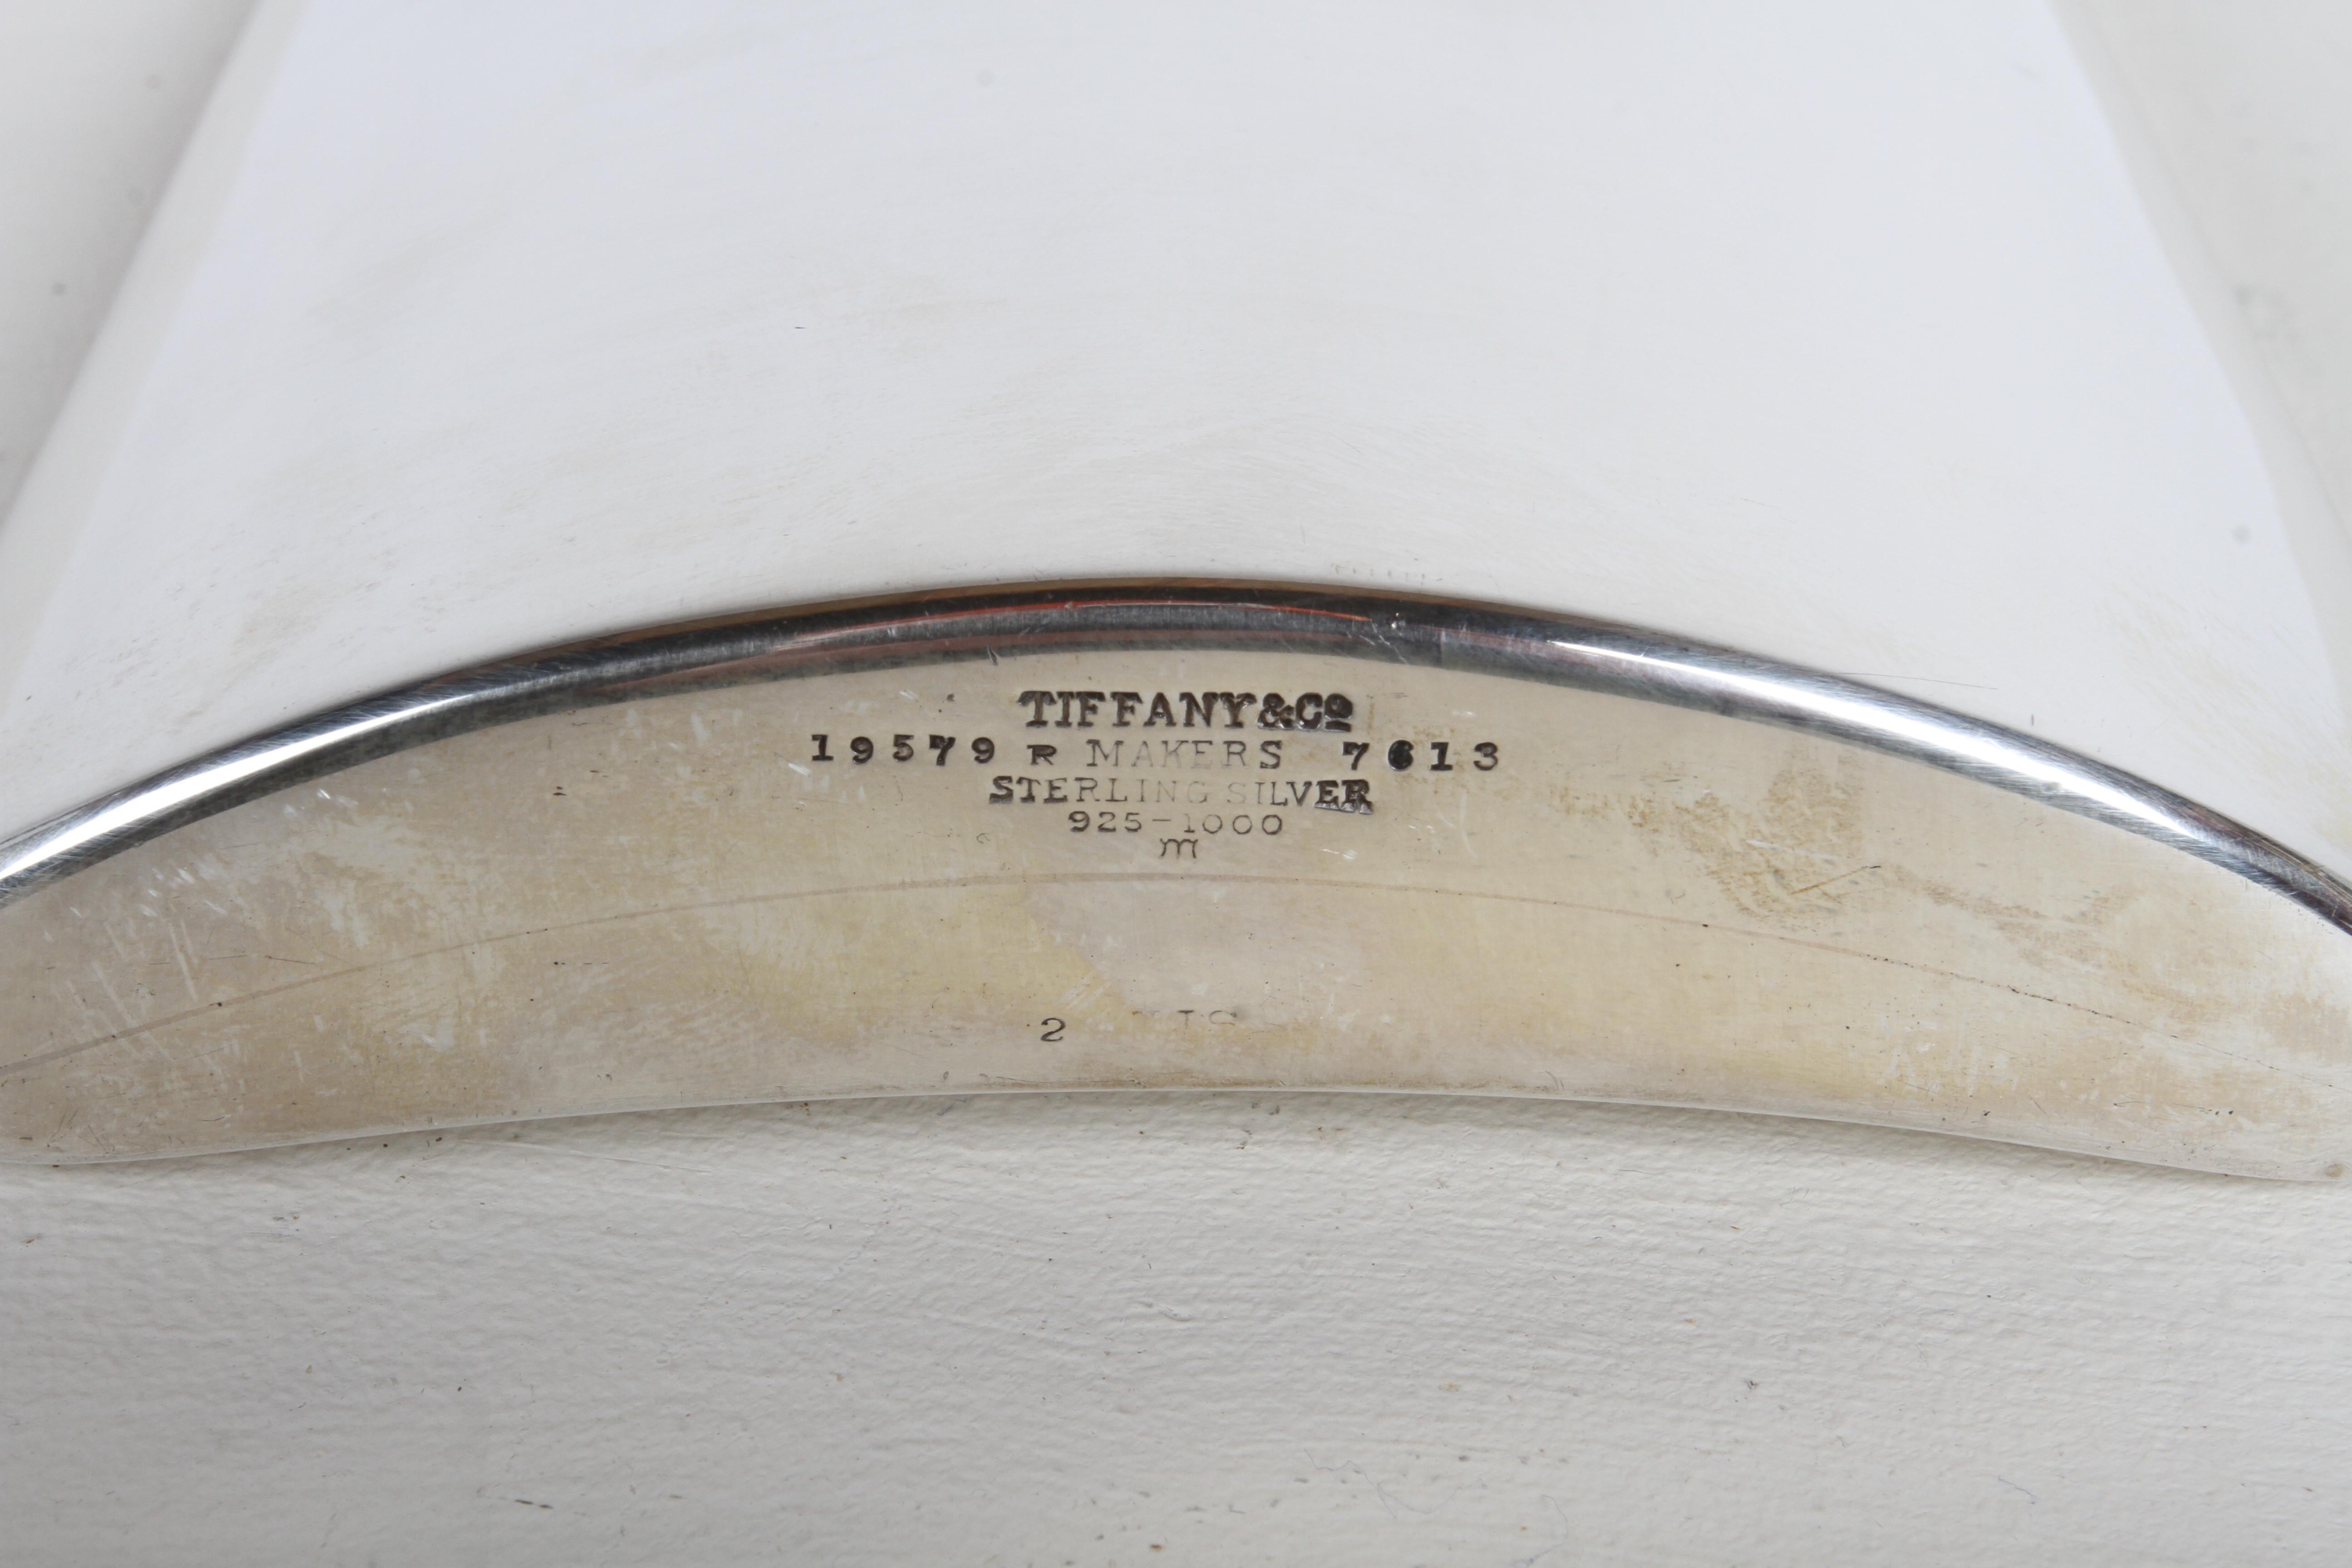 TIFFANY&Co
19579 R MAKERS 7613
STERLING SILVER
925-1000
m
2